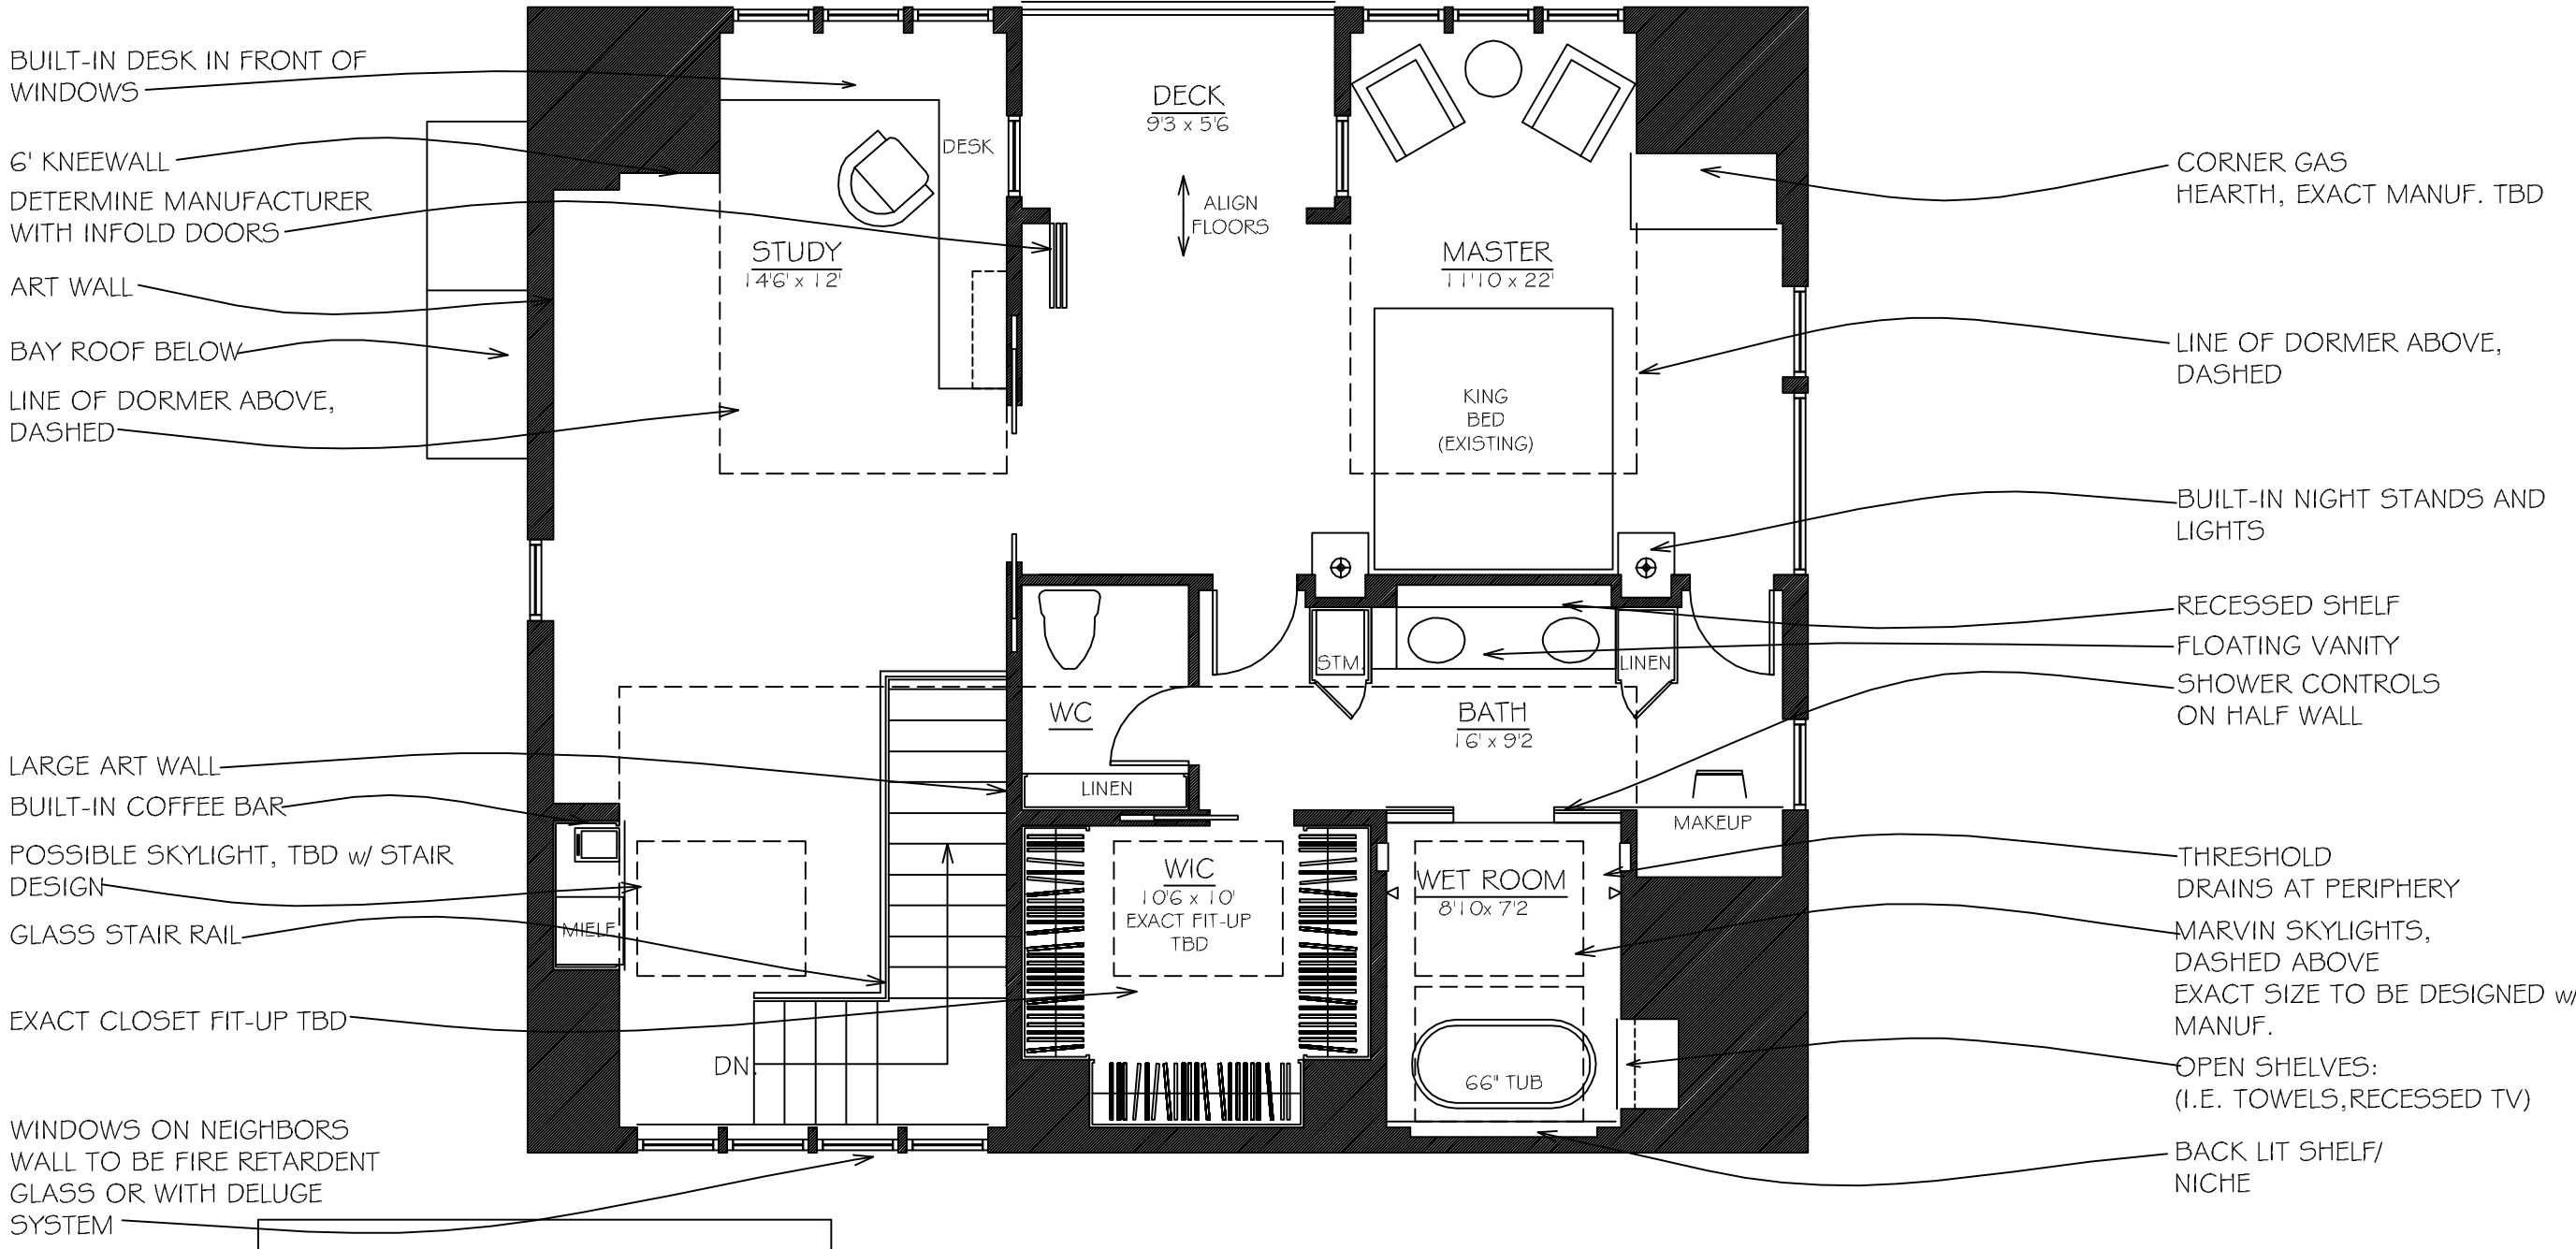 BUILT-IN DESK IN FRONT OF
WINDOWS
6' KNEEWALL
DETERMINE MANUFACTURER
WITH INFOLD DOORS
ART WALL
BAY ROOF BELOW
LINE OF DORMER ABOVE,
DASHED
LARGE ART WALL
BUILT-IN COFFEE BAR
POSSIBLE SKYLIGHT, TBD w/ STAIR
DESIGN
GLASS STAIR RAIL
EXACT CLOSET FIT-UP TBD
WINDOWS ON NEIGHBORS
WALL TO BE FIRE RETARDENT
GLASS OR WITH DELUGE
SYSTEM
DESK
STUDY
14'6' x 12'
DECK
9'3 x 5'6
ALIGN
FLOORS
MASTER
11'10 x 22'
KING
BED
(EXISTING)
STM.
LINEN
WC
LINEN
BATH
16' x 9'2
MAKEUP
WIC
10'6 x 10'
EXACT FIT-UP
TBD
WET ROOM
8'10x 7'2
66" TUB
MIELE
DN.
CORNER GAS
HEARTH, EXACT MANUF. TBD
LINE OF DORMER ABOVE,
DASHED
BUILT-IN NIGHT STANDS AND
LIGHTS
RECESSED SHELF
FLOATING VANITY
SHOWER CONTROLS
ON HALF WALL
THRESHOLD
DRAINS AT PERIPHERY
MARVIN SKYLIGHTS,
DASHED ABOVE
EXACT SIZE TO BE DESIGNED w/
MANUF.
OPEN SHELVES:
(I.E. TOWELS,RECESSED TV)
BACK LIT SHELF/
NICHE